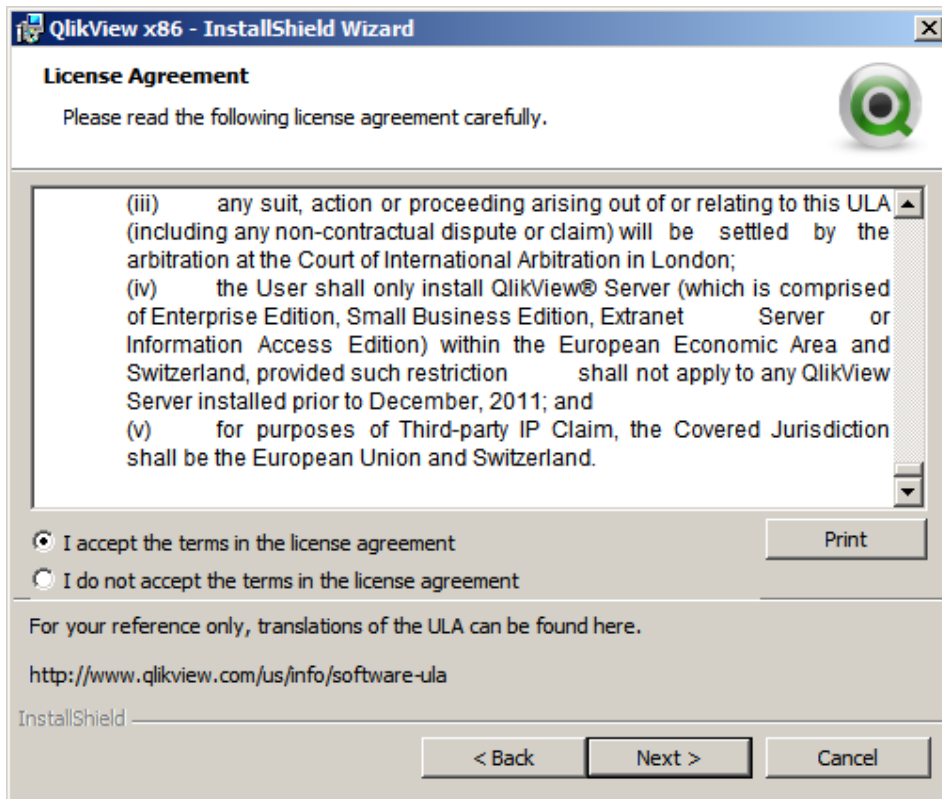 QlikView x86 - InstallShield Wizard
License Agreement
Please read the following license agreement carefully.
(iii) any suit, action or proceeding arising out of or relating to this ULA
(including any non-contractual dispute or claim) will be settled by the
arbitration at the Court of International Arbitration in London;
(iv) the User shall only install QlikView® Server (which is comprised
of Enterprise Edition, Small Business Edition, Extranet Server or
Information Access Edition) within the European Economic Area and
Switzerland, provided such restriction shall not apply to any QlikView
Server installed prior to December, 2011; and
(v) for purposes of Third-party IP Claim, the Covered Jurisdiction
shall be the European Union and Switzerland.
I accept the terms in the license agreement
Print
I do not accept the terms in the license agreement
For your reference only, translations of the ULA can be found here.
http://www.qlikview.com/us/info/software-ula
InstallShield
< Back Next > Cancel